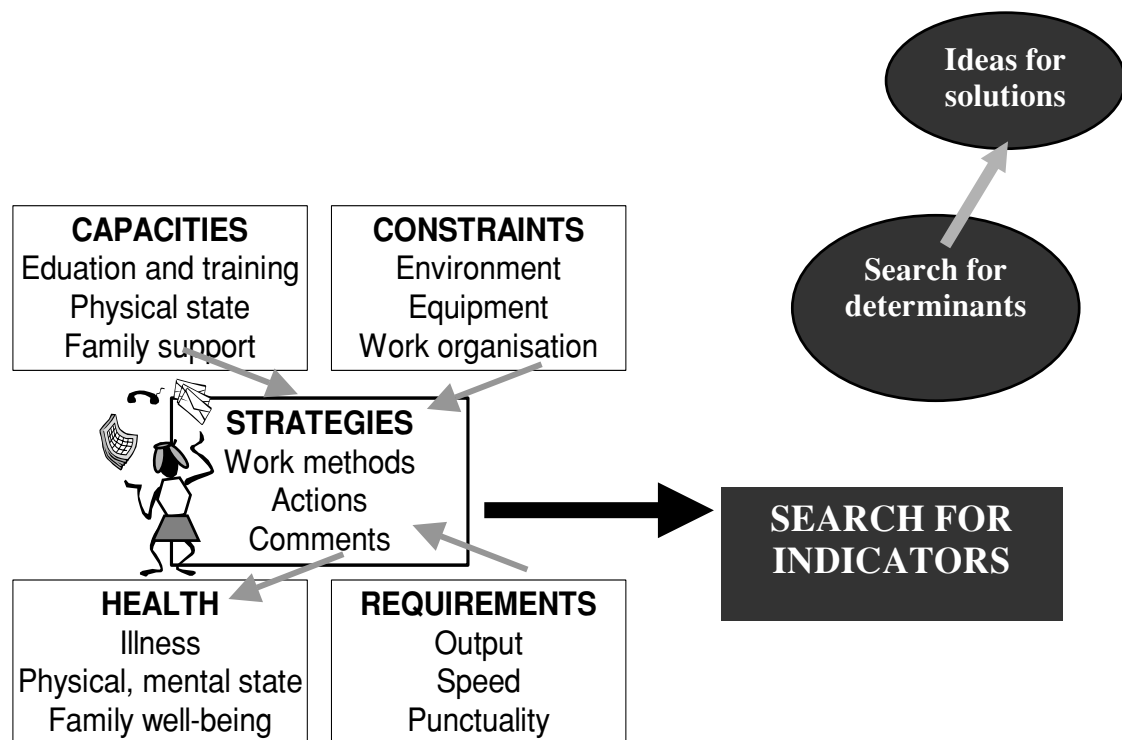 Ideas for
solutions
CAPACITIES
Eduation and training
Physical state
Family support
CONSTRAINTS
Environment
Equipment
Work organisation
Search for
determinants
STRATEGIES
Work methods
Actions
Comments
SEARCH FOR
INDICATORS
HEALTH
Illness
Physical, mental state
Family well-being
REQUIREMENTS
Output
Speed
Punctuality